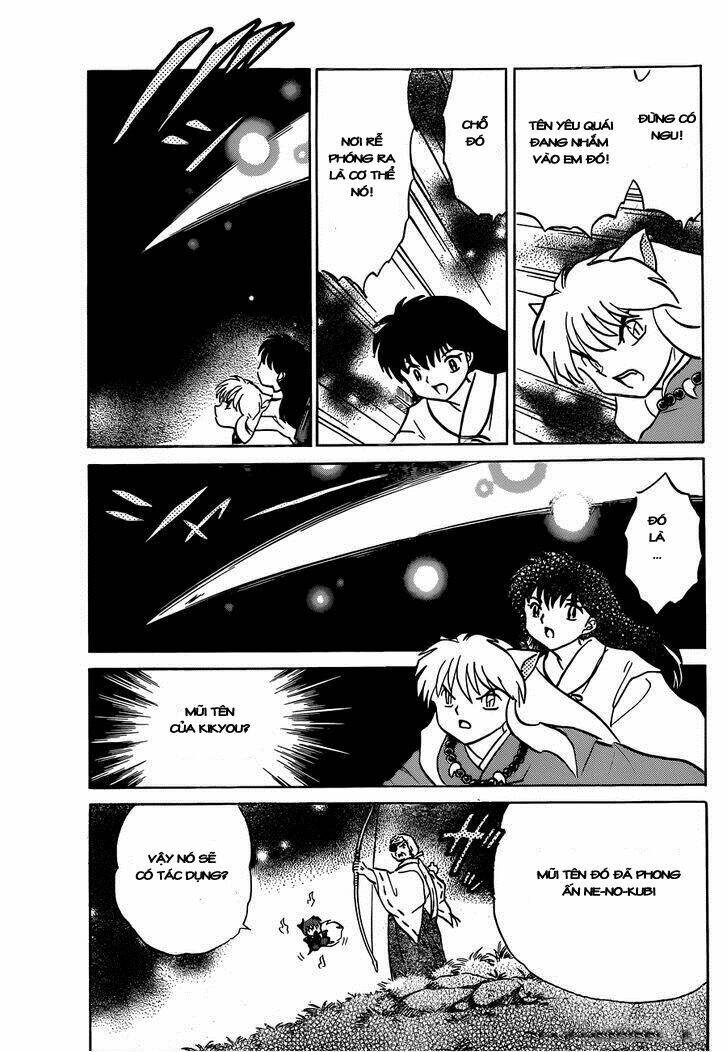 ĐỪNG CÓ
NGU!
TÊN YÊU QUÁI
ĐANG NHẮM
VÀO EM ĐÓ!
CHỖ
ĐÓ
NƠI RỄ
PHÓNG RA
LÀ CƠ THỂ
NÓ!
ĐÓ
LÀ
...
MŨI TÊN
CỦA KIKYOU?
MŨI TÊN ĐÓ ĐÃ PHONG
ẤN NE-NO-KUBI
VẬY NÓ SẼ
CÓ TÁC DỤNG?